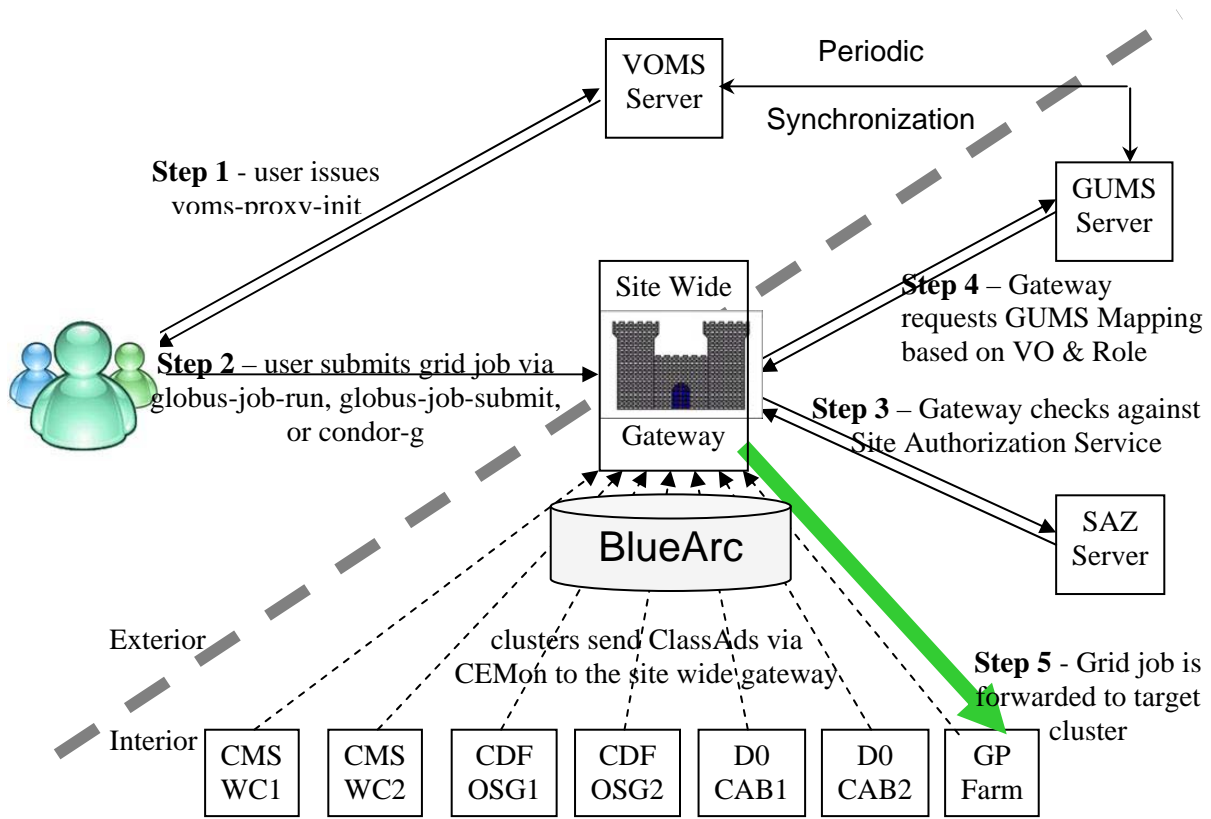 VOMS
Server
Periodic
Synchronization
Step 1 - user issues
voms-proxy-init
GUMS
Server
Site Wide
Gateway
Step 4 – Gateway
requests GUMS Mapping
based on VO & Role
Step 2 – user submits grid job via
globus-job-run, globus-job-submit,
or condor-g
Step 3 – Gateway checks against
Site Authorization Service
SAZ
Server
BlueArc
Exterior
clusters send ClassAds via
CEMon to the site wide gateway
Step 5 - Grid job is
forwarded to target
cluster
Interior
CMS
WC1
CMS
WC2
CDF
OSG1
CDF
OSG2
D0
CAB1
D0
CAB2
GP
Farm